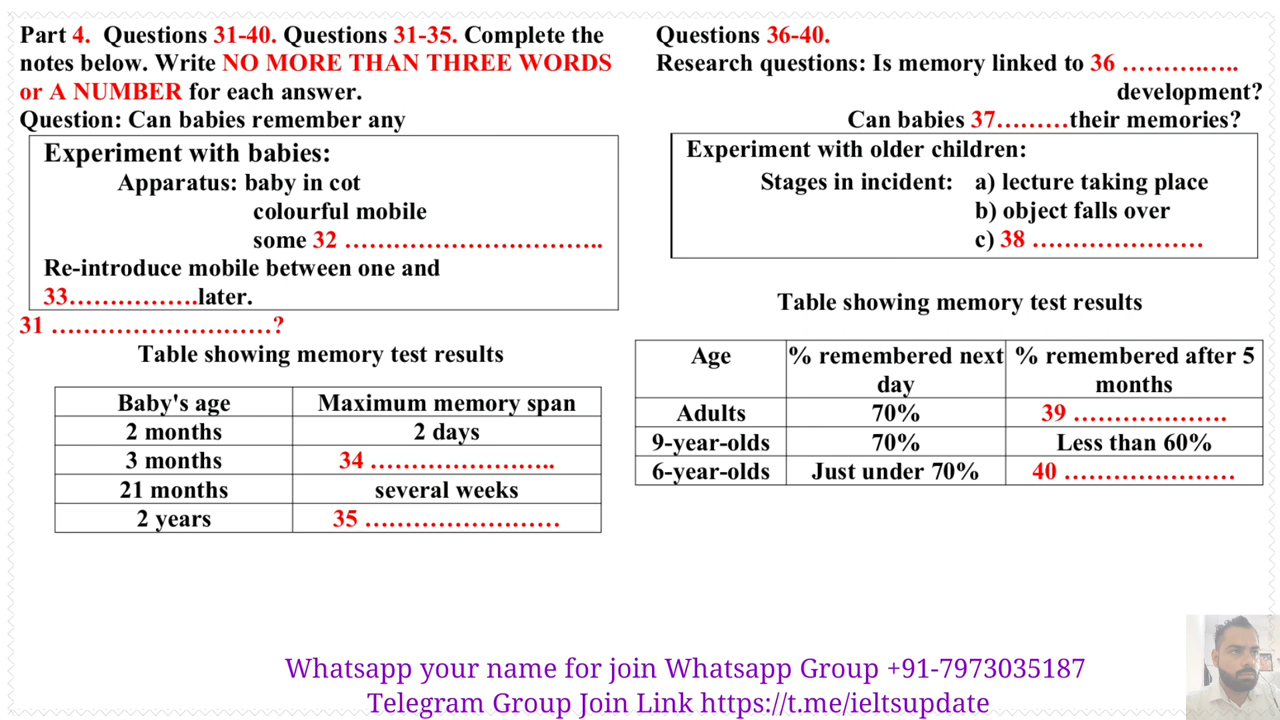 Part 4. Questions 31-40. Questions 31-35. Complete the
notes below. Write NO MORE THAN THREE WORDS
or A NUMBER for each answer.
Question: Can babies remember any
Experiment with babies:
Apparatus: baby in cot
colourful mobile
some 32 …………………………..
Re-introduce mobile between one and
33…………….later.
31 ………………………?
Table showing memory test results
Baby's age Maximum memory span
2 months 2 days
3 months 34 …………………..
21 months several weeks
2 years 35 ……………………
Questions 36-40.
Research questions: Is memory linked to 36 ……….…..
development?
Can babies 37………their memories?
Experiment with older children:
Stages in incident: a) lecture taking place
b) object falls over
c) 38 …………………
Table showing memory test results
Age % remembered next % remembered after 5
day months
Adults 70% 39 ……………….
9-year-olds 70% Less than 60%
6-year-olds Just under 70% 40 …………………
Whatsapp your name for join Whatsapp Group +91-7973035187
Telegram Group Join Link https://t.me/ieltsupdate